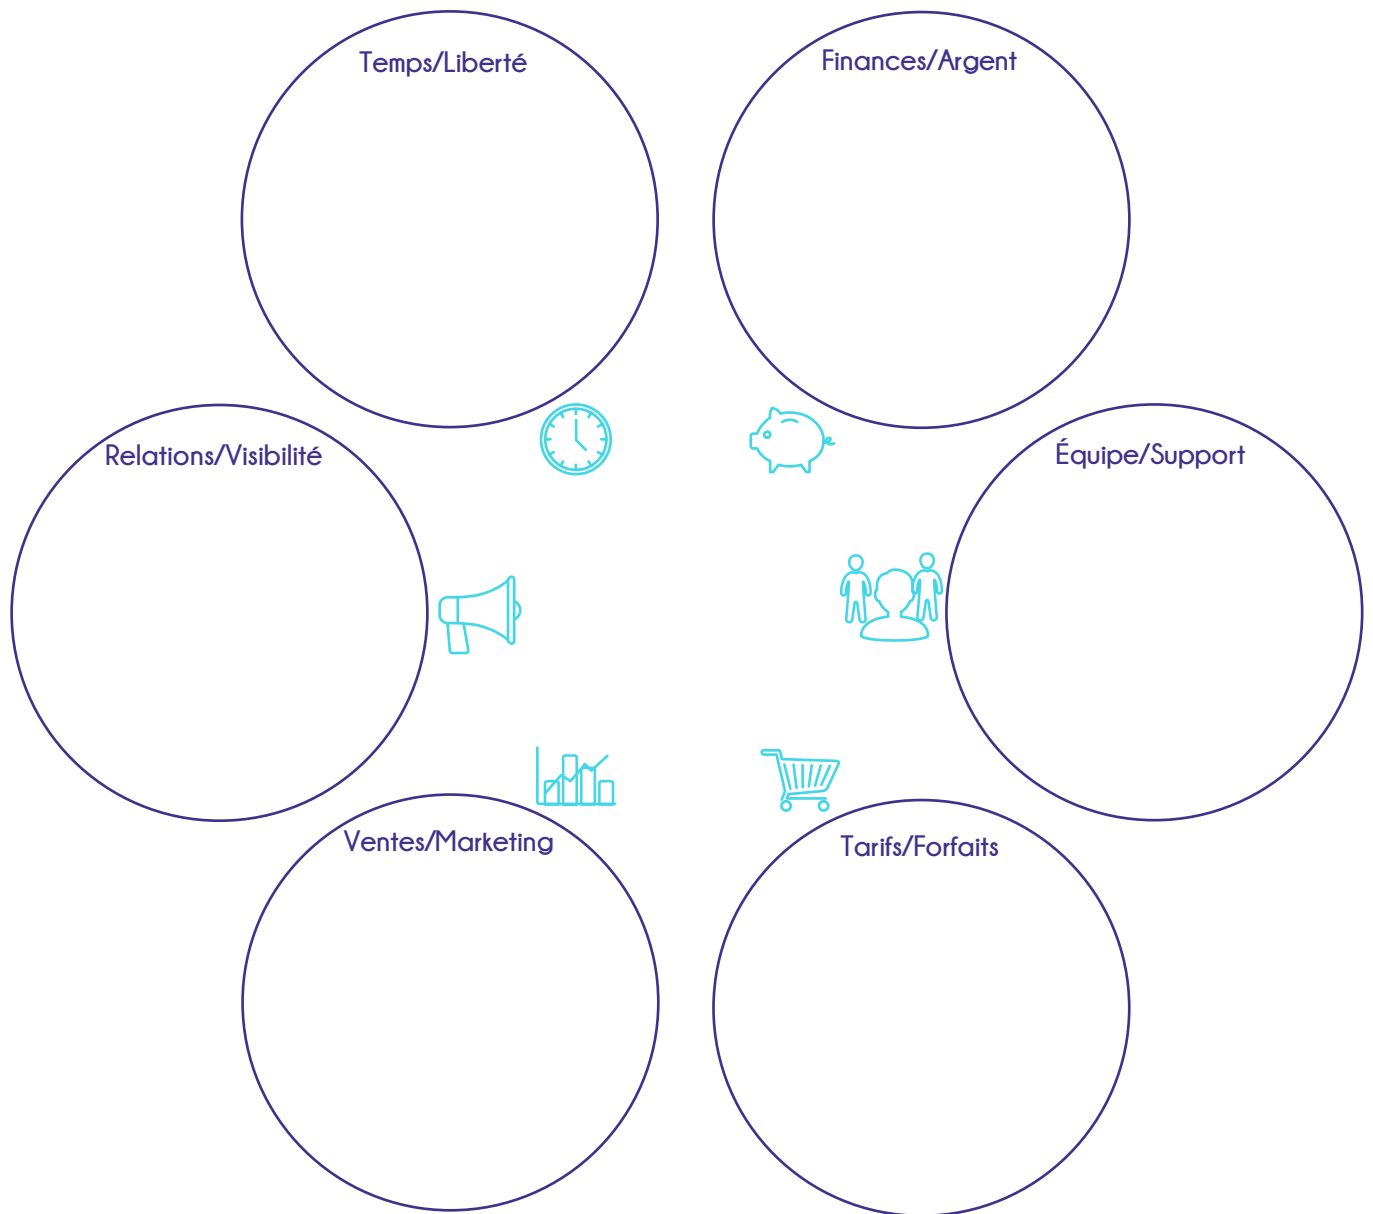 Temps/Liberté
Finances/Argent
Relations/Visibilité
Équipe/Support
Ventes/Marketing
Tarifs/Forfaits